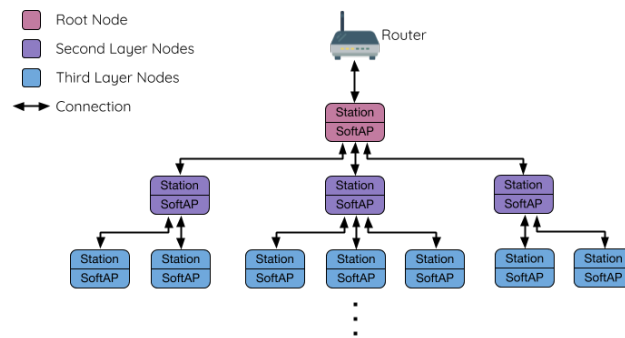 Root Node
Second Layer Nodes
Third Layer Nodes
Connection
Router
Station
SoftAP
Station
SoftAP
Station
SoftAP
Station
SoftAP
Station
SoftAP
Station
SoftAP
Station
SoftAP
Station
SoftAP
Station
SoftAP
Station
SoftAP
Station
SoftAP